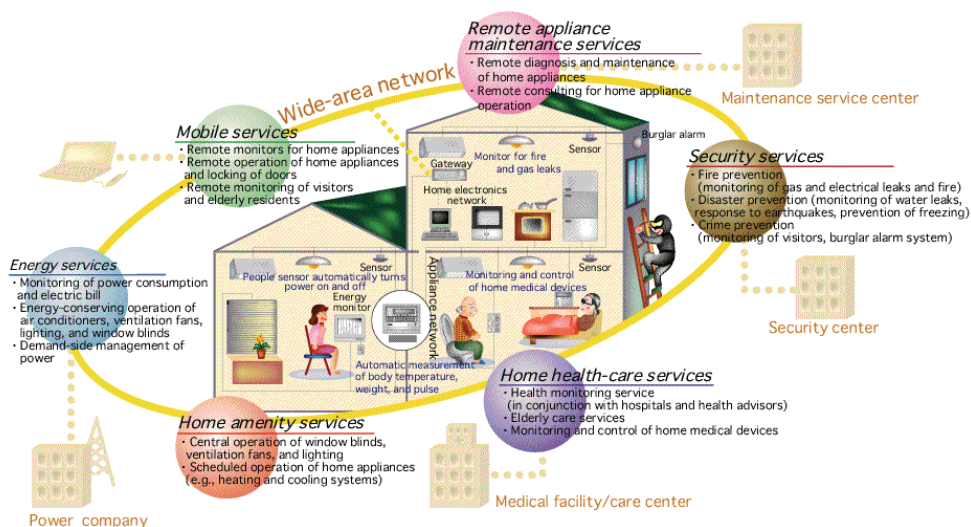 Remote appliance
maintenance services
• Remote diagnosis and maintenance
of home appliances
• Remote consulting for home appliance
operation
Maintenance service center
Wide-area network
Mobile services
• Remote monitors for home appliances
• Remote operation of home appliances
and locking of doors
• Remote monitoring of visitors
and elderly residents
Burglar alarm
Sensor
Monitor for fire
and gas leaks
Gateway
Home electronics
network
Security services
• Fire prevention
(monitoring of gas and electrical leaks and fire)
• Disaster prevention (monitoring of water leaks,
response to earthquakes, prevention of freezing)
• Crime prevention
(monitoring of visitors, burglar alarm system)
Security center
Energy services
• Monitoring of power consumption
and electric bill
• Energy-conserving operation of
air conditioners, ventilation fans,
lighting, and window blinds
• Demand-side management of
power
Sensor
People sensor automatically turns
power on and off
Energy
monitor
Appliance network
Sensor
Monitoring and control
of home medical devices
Automatic measurement
of body temperature,
weight, and pulse
Home health-care services
• Health monitoring service
(in conjunction with hospitals and health advisors)
• Elderly care services
• Monitoring and control of home medical devices
Home amenity services
• Central operation of window blinds,
ventilation fans, and lighting
• Scheduled operation of home appliances
(e.g., heating and cooling systems)
Medical facility/care center
Power company